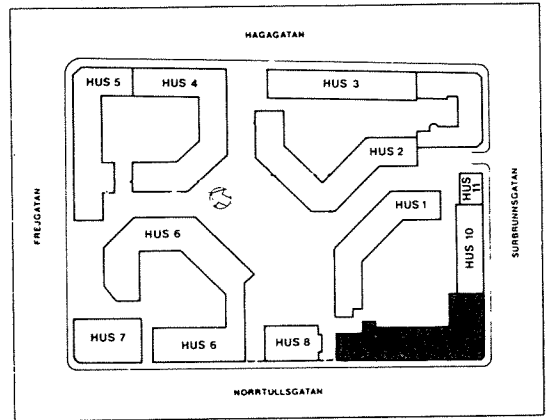 HAGAGATAN
HUS 5
HUS 4
HUS 3
HUS 2
HUS 11
HUS 1
FREJGATAN
SURBRUNNSGATAN
HUS 6
HUS 10
HUS 7
HUS 6
HUS 8
NORRTULLSGATAN